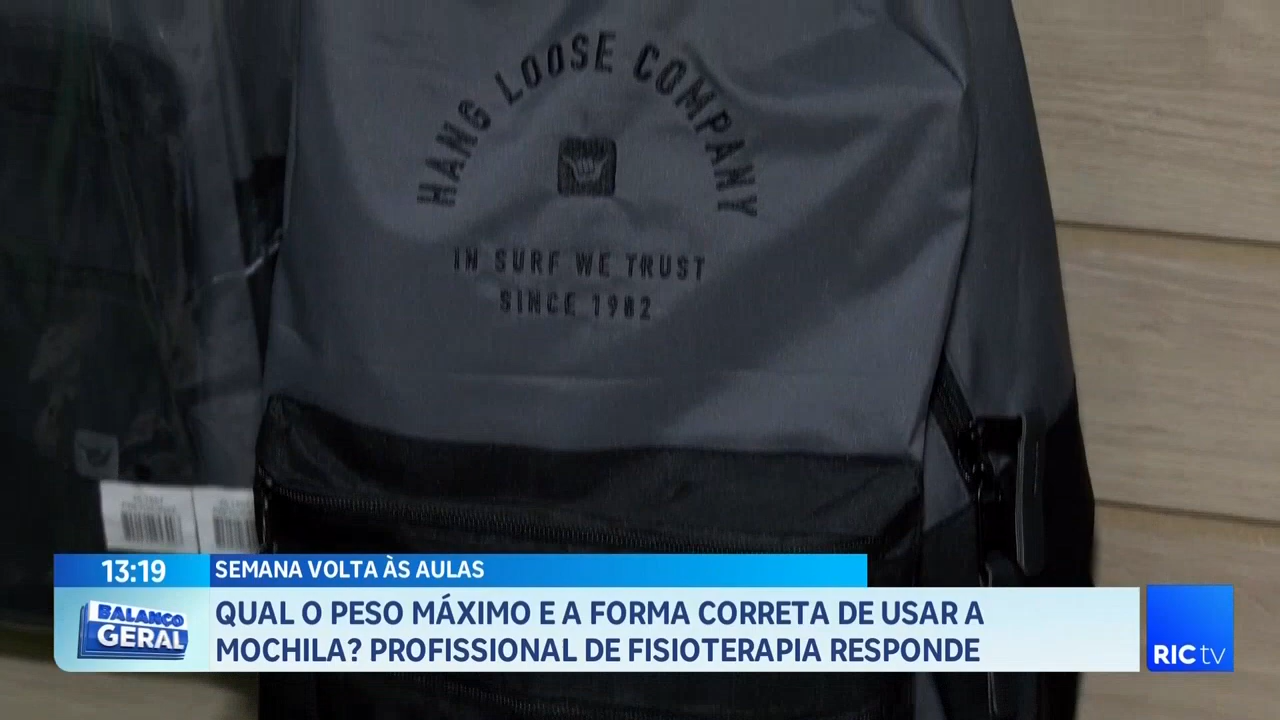 HANG LOOSE COMPANY
IN SURF WE TRUST
SINCE 1982
13:19
SEMANA VOLTA ÀS AULAS
BALANÇO
GERAL
QUAL O PESO MÁXIMO E A FORMA CORRETA DE USAR A
MOCHILA? PROFISSIONAL DE FISIOTERAPIA RESPONDE
RIC tv